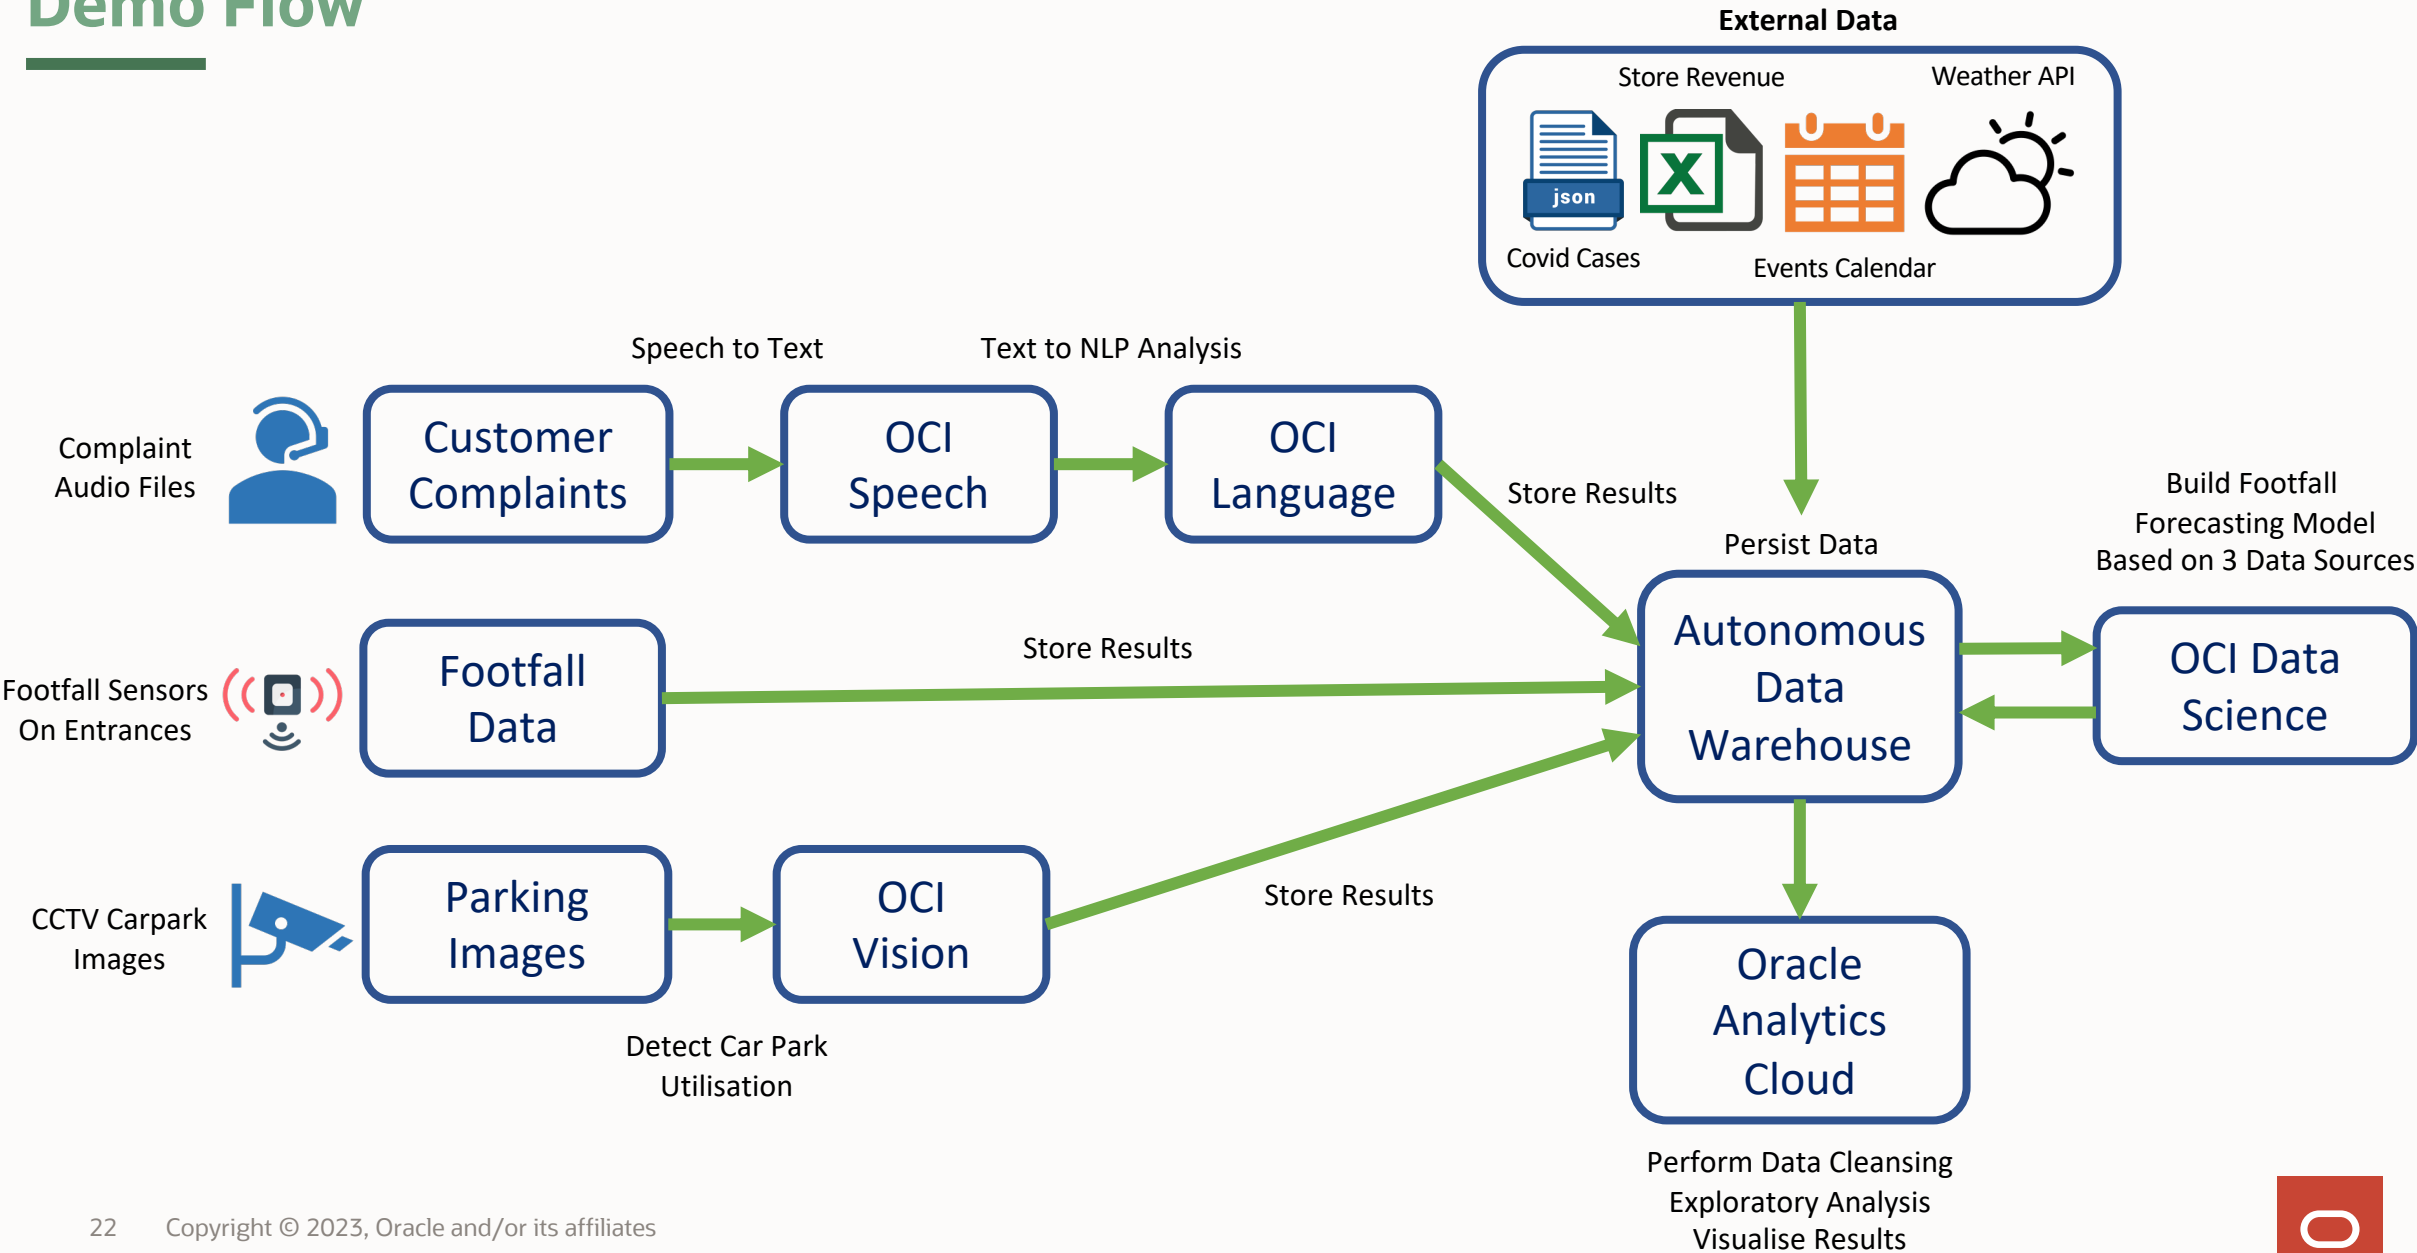 Demo Flow
External Data
Store Revenue
Weather API
json
X
Covid Cases
Events Calendar
Speech to Text
Text to NLP Analysis
Complaint
Audio Files
Customer
Complaints
OCI
Speech
OCI
Language
Store Results
Persist Data
Build Footfall
Forecasting Model
Based on 3 Data Sources
Footfall Sensors
On Entrances
Footfall
Data
Store Results
Autonomous
Data
Warehouse
OCI Data
Science
CCTV Carpark
Images
Parking
Images
OCI
Vision
Store Results
Detect Car Park
Utilisation
Oracle
Analytics
Cloud
Perform Data Cleansing
Exploratory Analysis
Visualise Results
22 Copyright © 2023, Oracle and/or its affiliates